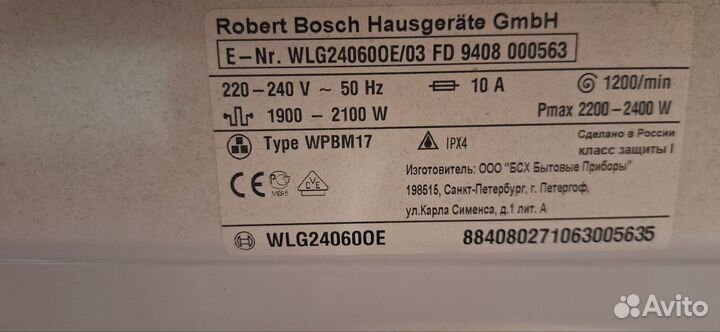 Robert Bosch Hausgeräte GmbH
E-Nr. WLG24060OE/03 FD 9408 000563
220-240 V ~ 50 Hz 10 A 1200/min
1900 - 2100 W Pmax 2200-2400 W
Type WPBM17 IPX4 Сделано в России
класс защиты I
Изготовитель: ООО "БСХ Бытовые Приборы"
198515, Санкт-Петербург, г. Петергоф,
ул.Карла Сименса, д.1 лит. А
WLG24060OE 884080271063005635
Avito